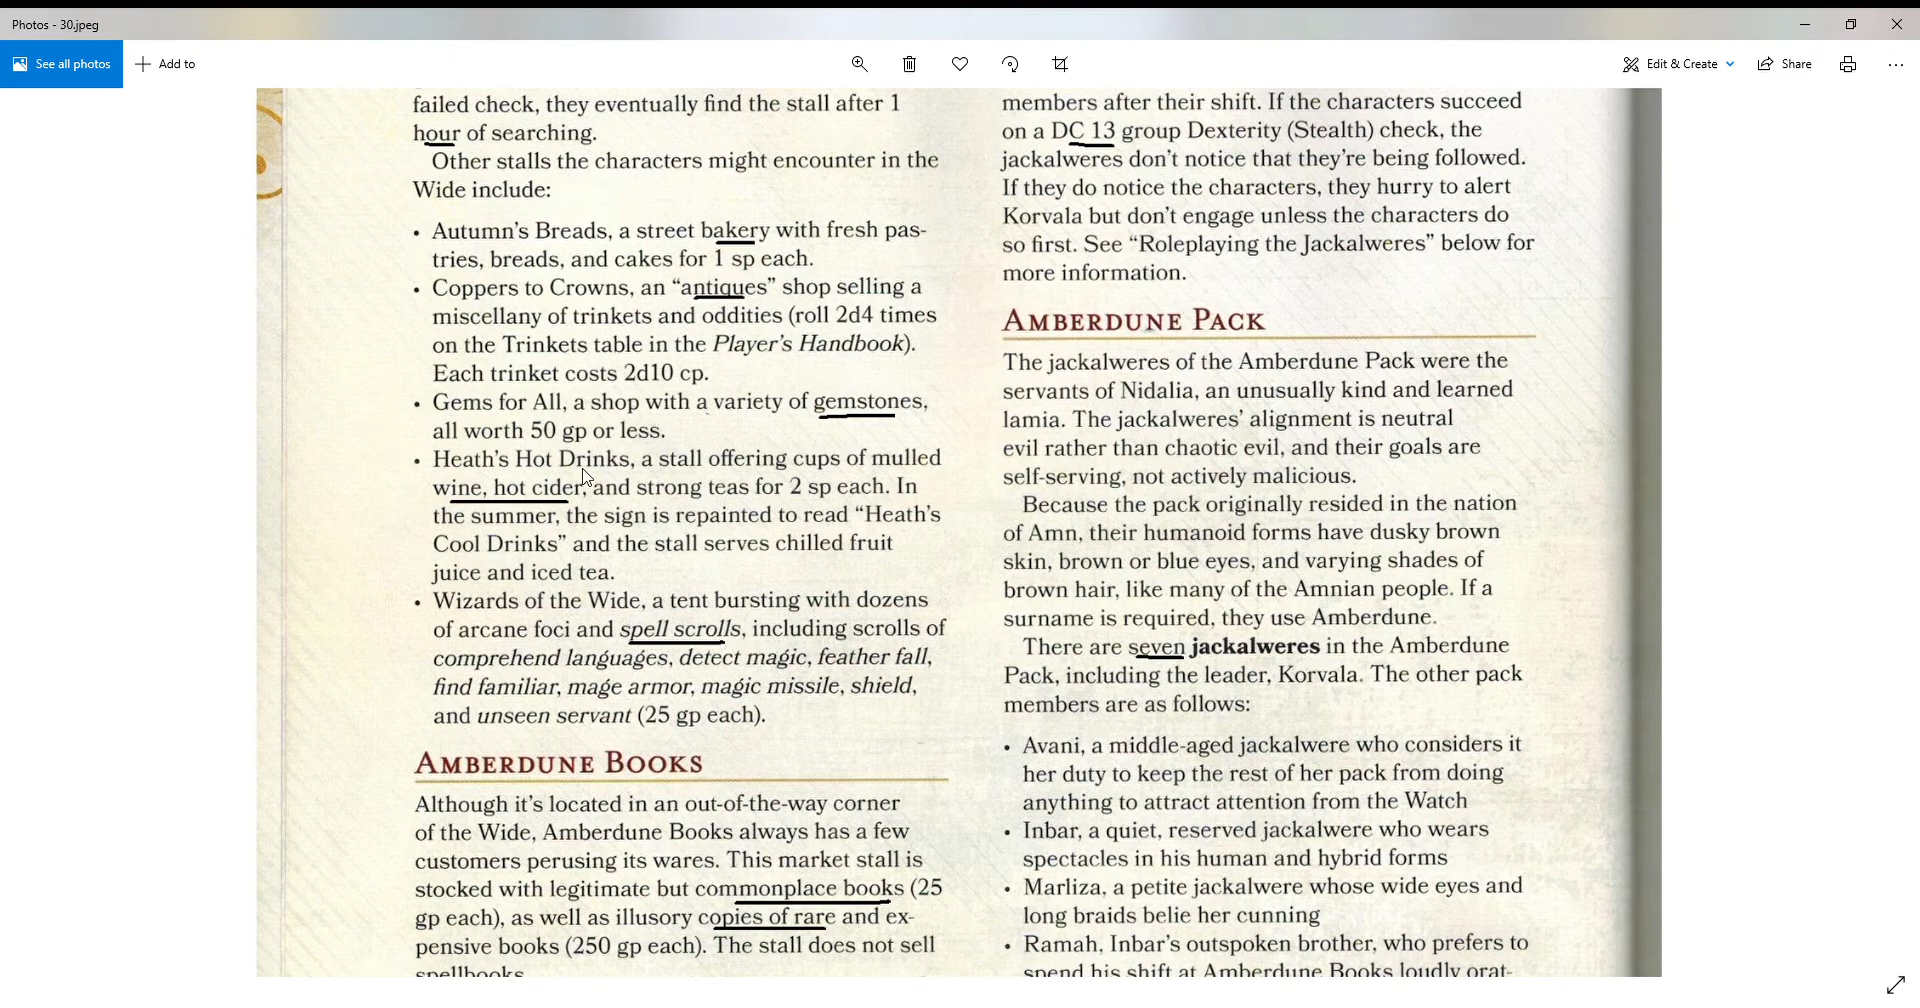 Photos - 30.jpeg
See all photos
Add to
Edit & Create
Share
failed check, they eventually find the stall after 1
hour of searching.
Other stalls the characters might encounter in the
Wide include:
• Autumn's Breads, a street bakery with fresh pas-
tries, breads, and cakes for 1 sp each.
• Coppers to Crowns, an “antiques” shop selling a
miscellany of trinkets and oddities (roll 2d4 times
on the Trinkets table in the Player's Handbook).
Each trinket costs 2d10 cp.
• Gems for All, a shop with a variety of gemstones,
all worth 50 gp or less.
• Heath's Hot Drinks, a stall offering cups of mulled
wine, hot cider, and strong teas for 2 sp each. In
the summer, the sign is repainted to read “Heath's
Cool Drinks” and the stall serves chilled fruit
juice and iced tea.
• Wizards of the Wide, a tent bursting with dozens
of arcane foci and spell scrolls, including scrolls of
comprehend languages, detect magic, feather fall,
find familiar, mage armor, magic missile, shield,
and unseen servant (25 gp each).
AMBERDUNE BOOKS
Although it's located in an out-of-the-way corner
of the Wide, Amberdune Books always has a few
customers perusing its wares. This market stall is
stocked with legitimate but commonplace books (25
gp each), as well as illusory copies of rare and ex-
pensive books (250 gp each). The stall does not sell
spellbooks
members after their shift. If the characters succeed
on a DC 13 group Dexterity (Stealth) check, the
jackalweres don't notice that they're being followed.
If they do notice the characters, they hurry to alert
Korvala but don't engage unless the characters do
so first. See “Roleplaying the Jackalweres” below for
more information.
AMBERDUNE PACK
The jackalweres of the Amberdune Pack were the
servants of Nidalia, an unusually kind and learned
lamia. The jackalweres' alignment is neutral
evil rather than chaotic evil, and their goals are
self-serving, not actively malicious.
Because the pack originally resided in the nation
of Amn, their humanoid forms have dusky brown
skin, brown or blue eyes, and varying shades of
brown hair, like many of the Amnian people. If a
surname is required, they use Amberdune.
There are seven jackalweres in the Amberdune
Pack, including the leader, Korvala. The other pack
members are as follows:
• Avani, a middle-aged jackalwere who considers it
her duty to keep the rest of her pack from doing
anything to attract attention from the Watch
• Inbar, a quiet, reserved jackalwere who wears
spectacles in his human and hybrid forms
• Marliza, a petite jackalwere whose wide eyes and
long braids belie her cunning
• Ramah, Inbar's outspoken brother, who prefers to
spend his shift at Amberdune Books loudly orat-